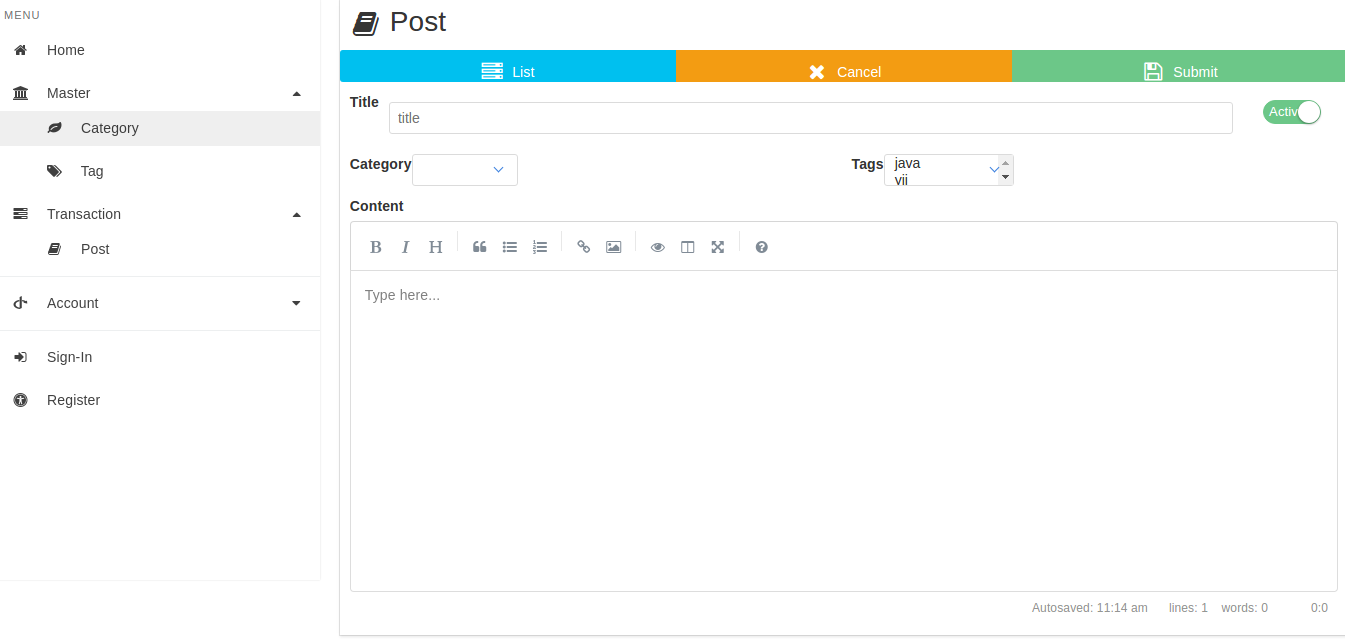 MENU
Home
Master
Category
Tag
Transaction
Post
Account
Sign-In
Register
Post
List
Cancel
Submit
Title
title
Activ
Category
Tags
java
yii
Content
B I H
Type here...
Autosaved: 11:14 am lines: 1 words: 0 0:0